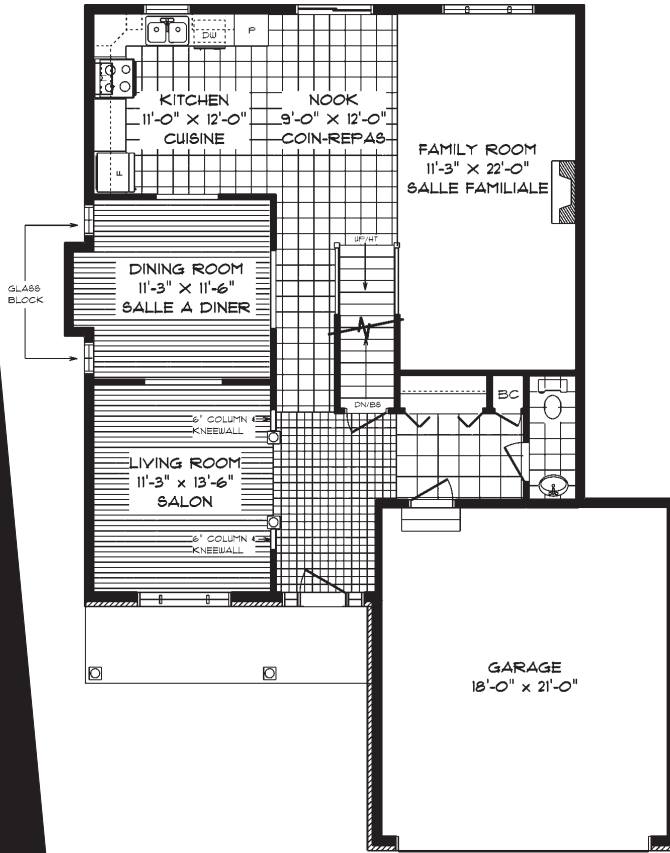 DW
P
KITCHEN
11'-0" X 12'-0"
CUISINE
NOOK
9'-0" X 12'-0"
COIN-REPAS
F
FAMILY ROOM
11'-3" X 22'-0"
SALLE FAMILIALE
UP/HT
DINING ROOM
11'-3" X 11'-6"
SALLE A DINER
GLASS
BLOCK
DN/BS
BC
6" COLUMN
KNEEWALL
LIVING ROOM
11'-3" x 13'-6"
SALON
6" COLUMN
KNEEWALL
GARAGE
18'-0" x 21'-0"